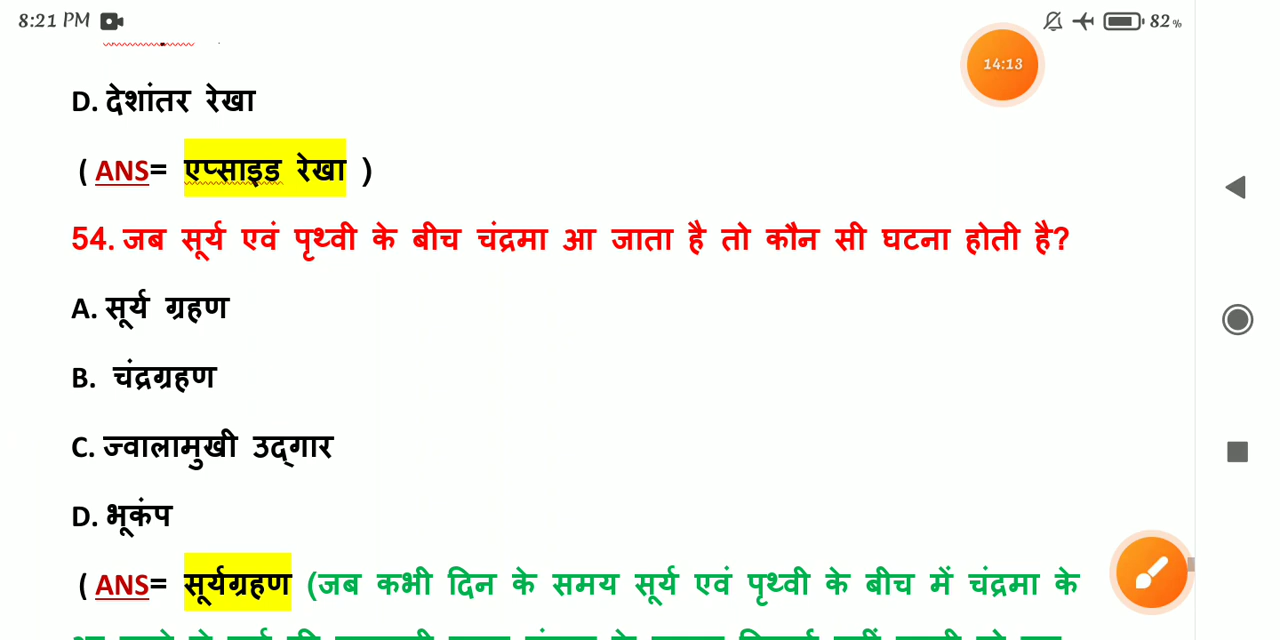 8:21 PM
82%
14:13
D. देशांतर रेखा
( ANS= एप्साइड रेखा )
54. जब सूर्य एवं पृथ्वी के बीच चंद्रमा आ जाता है तो कौन सी घटना होती है?
A. सूर्य ग्रहण
B. चंद्रग्रहण
C. ज्वालामुखी उद्गार
D. भूकंप
( ANS= सूर्यग्रहण (जब कभी दिन के समय सूर्य एवं पृथ्वी के बीच में चंद्रमा के